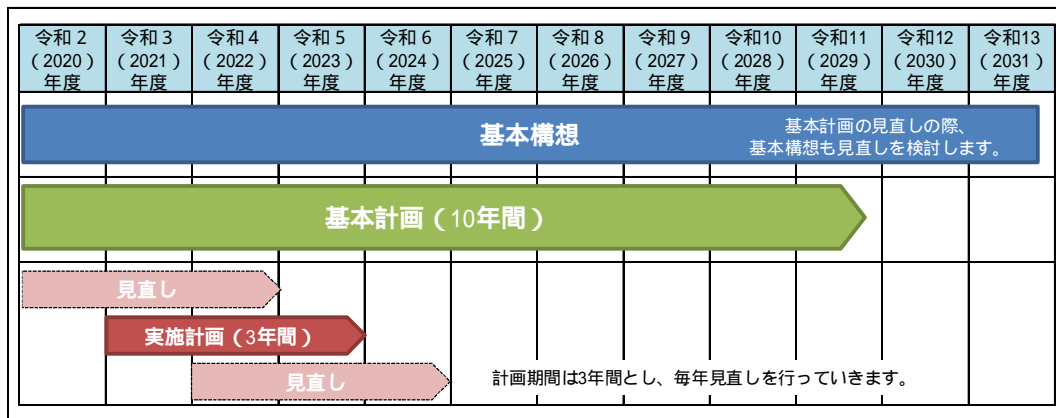 令和2 令和3 令和4 令和5 令和6 令和7 令和8 令和9 令和10 令和11 令和12 令和13
(2020) (2021) (2022) (2023) (2024) (2025) (2026) (2027) (2028) (2029) (2030) (2031)
年度 年度 年度 年度 年度 年度 年度 年度 年度 年度 年度 年度
基本構想
基本計画の見直しの際、
基本構想も見直しを検討します。
基本計画(10年間)
見直し
実施計画(3年間)
見直し
計画期間は3年間とし、毎年見直しを行っていきます。